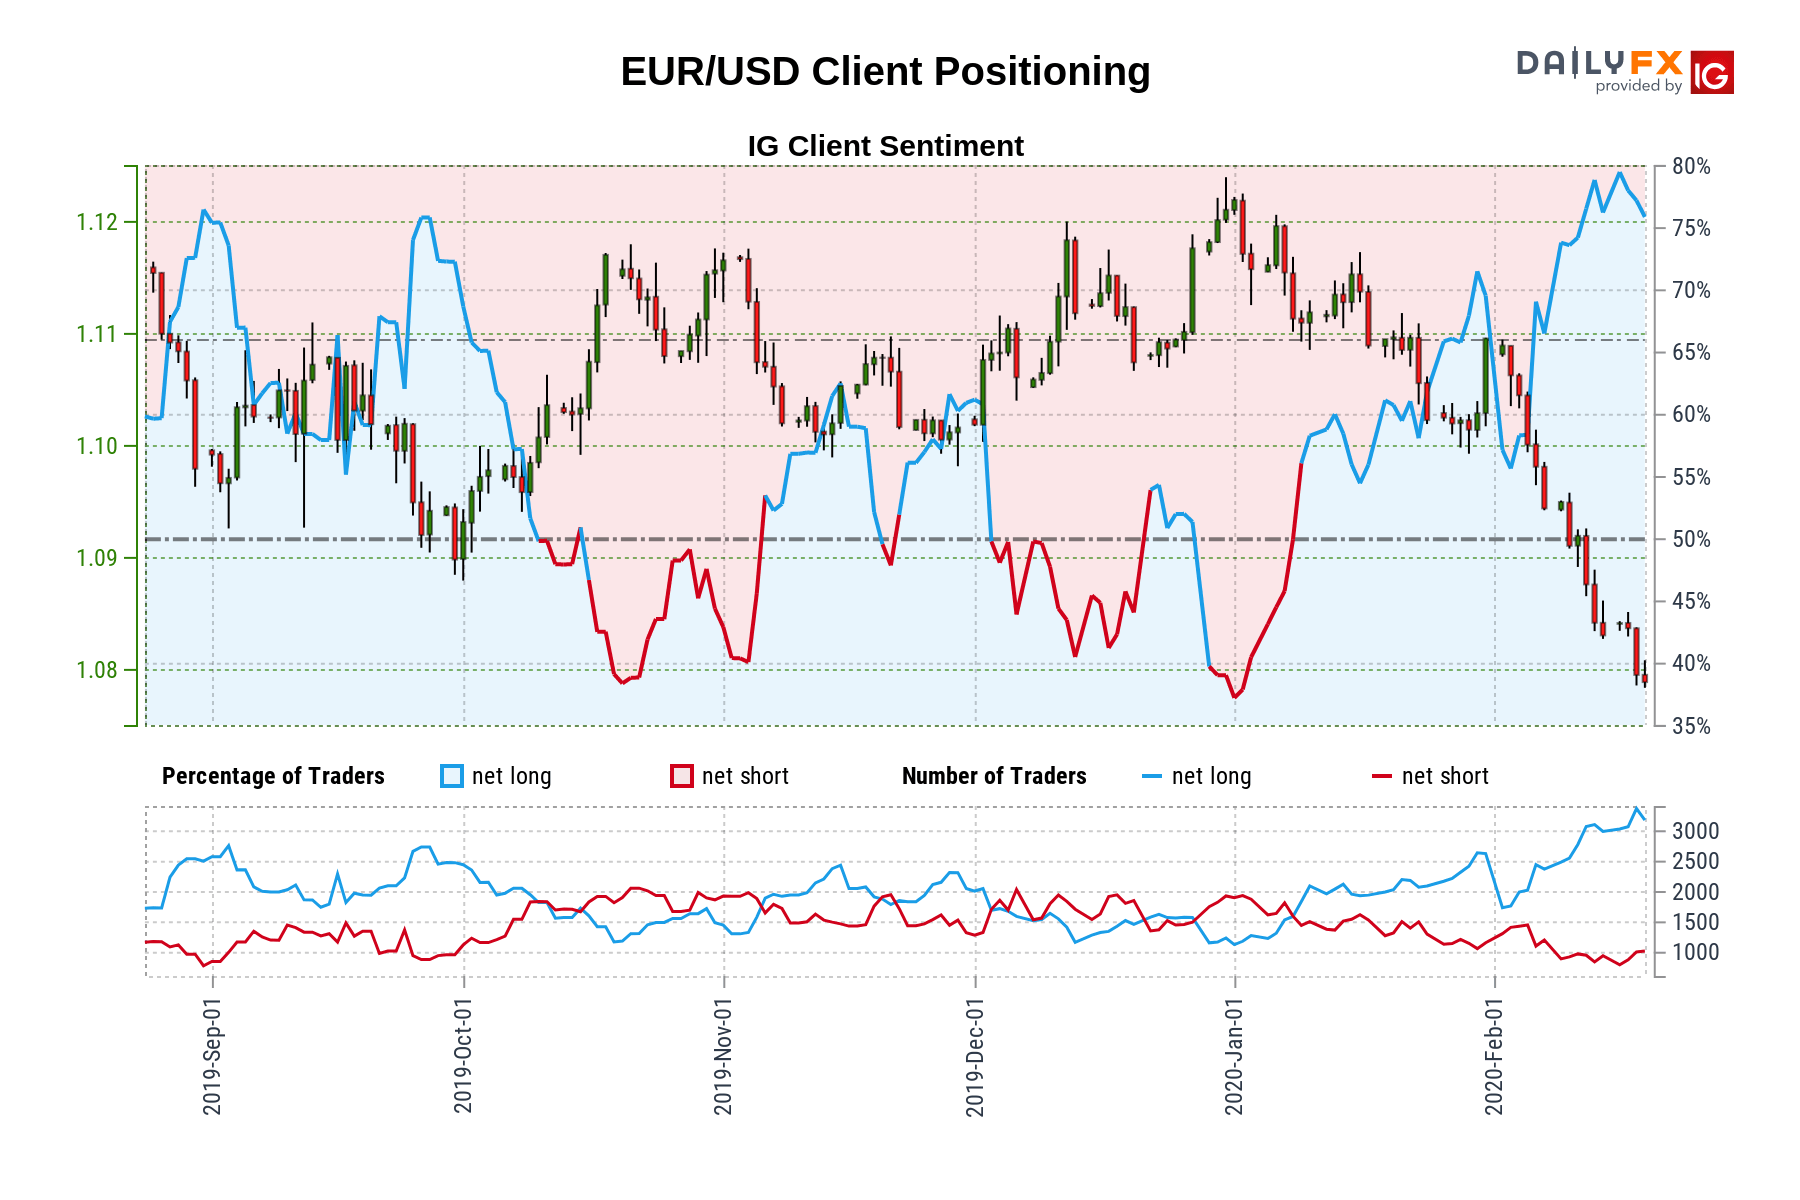 EUR/USD Client Positioning
DAILYFX
provided by
IG
IG Client Sentiment
80%
1.12
75%
70%
1.11
65%
60%
1.10
55%
50%
1.09
45%
1.08
40%
35%
Percentage of Traders net long net short Number of Traders net long net short
3000
2500
2000
1500
1000
2019-Sep-01
2019-Oct-01
2019-Nov-01
2019-Dec-01
2020-Jan-01
2020-Feb-01